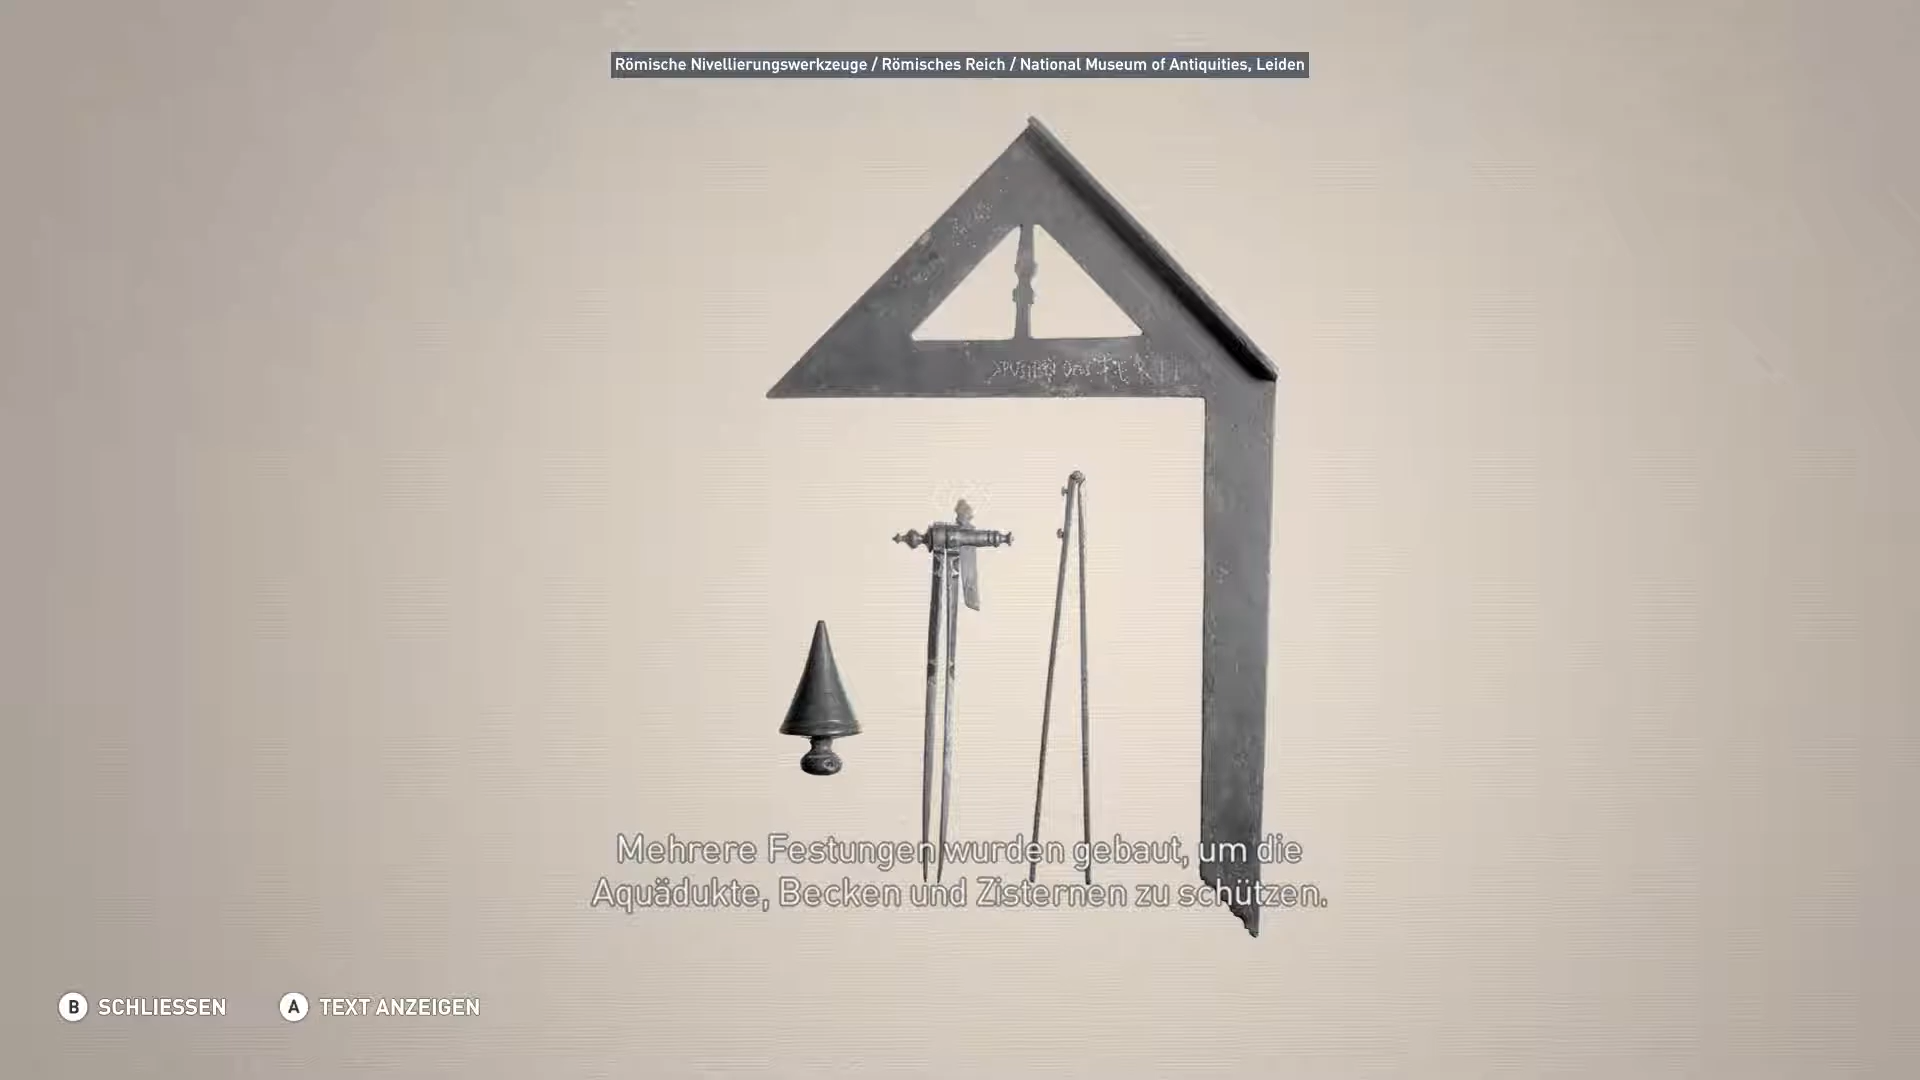 Römische Nivellierungswerkzeuge / Römisches Reich / National Museum of Antiquities, Leiden
Mehrere Festungen wurden gebaut, um die
Aquädukte, Becken und Zisternen zu schützen.
B SCHLIESSEN
A TEXT ANZEIGEN